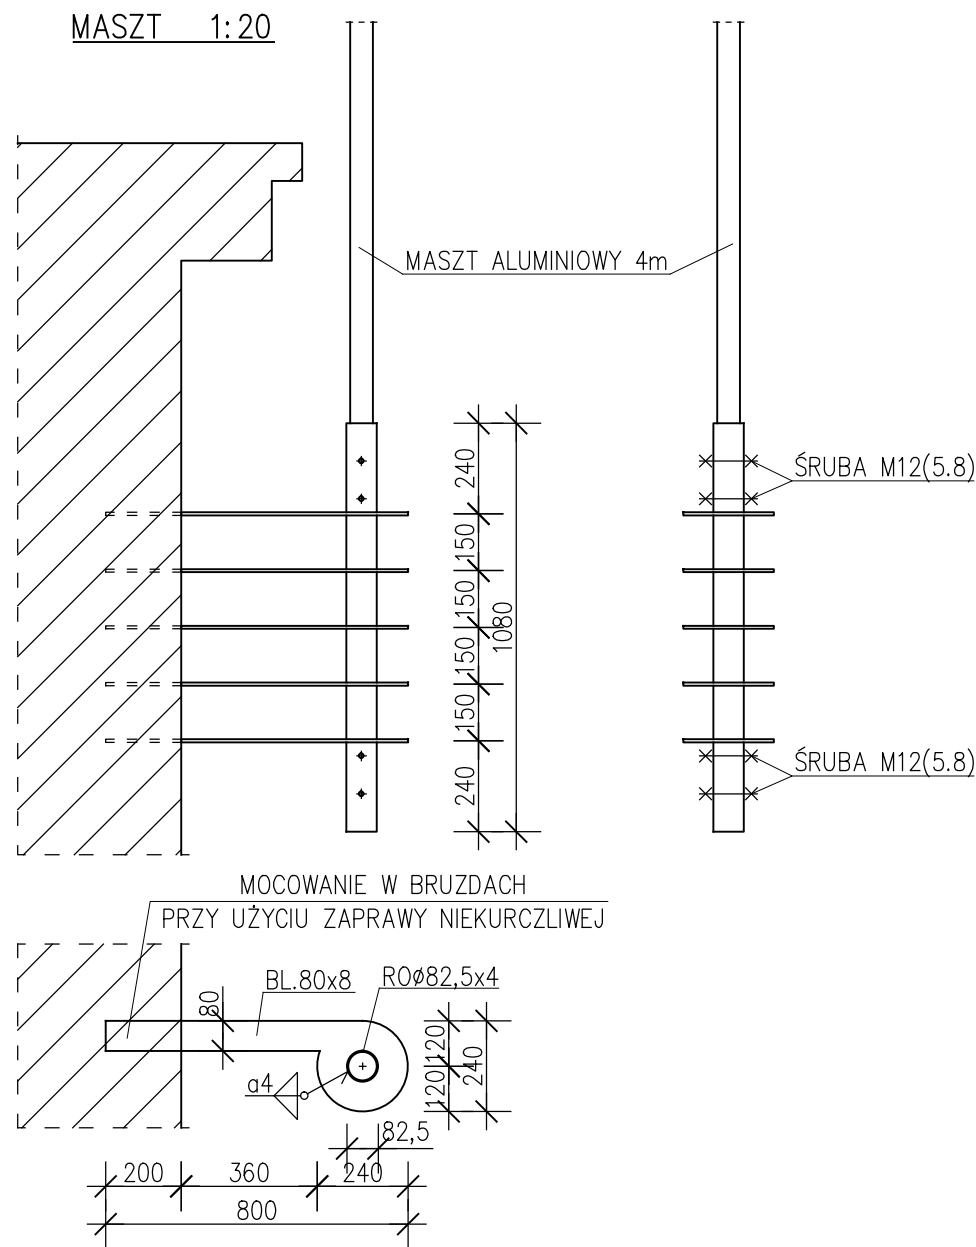 MASZT 1:20
MASZT ALUMINIOWY 4m
240
150
150
150
150
240
1080
ŚRUBA M12(5.8)
ŚRUBA M12(5.8)
MOCOWANIE W BRUZDACH
PRZY UŻYCIU ZAPRAWY NIEKURCZLIWEJ
BL.80x8
ROø82,5x4
80
120
120
240
a4
82,5
200
360
240
800